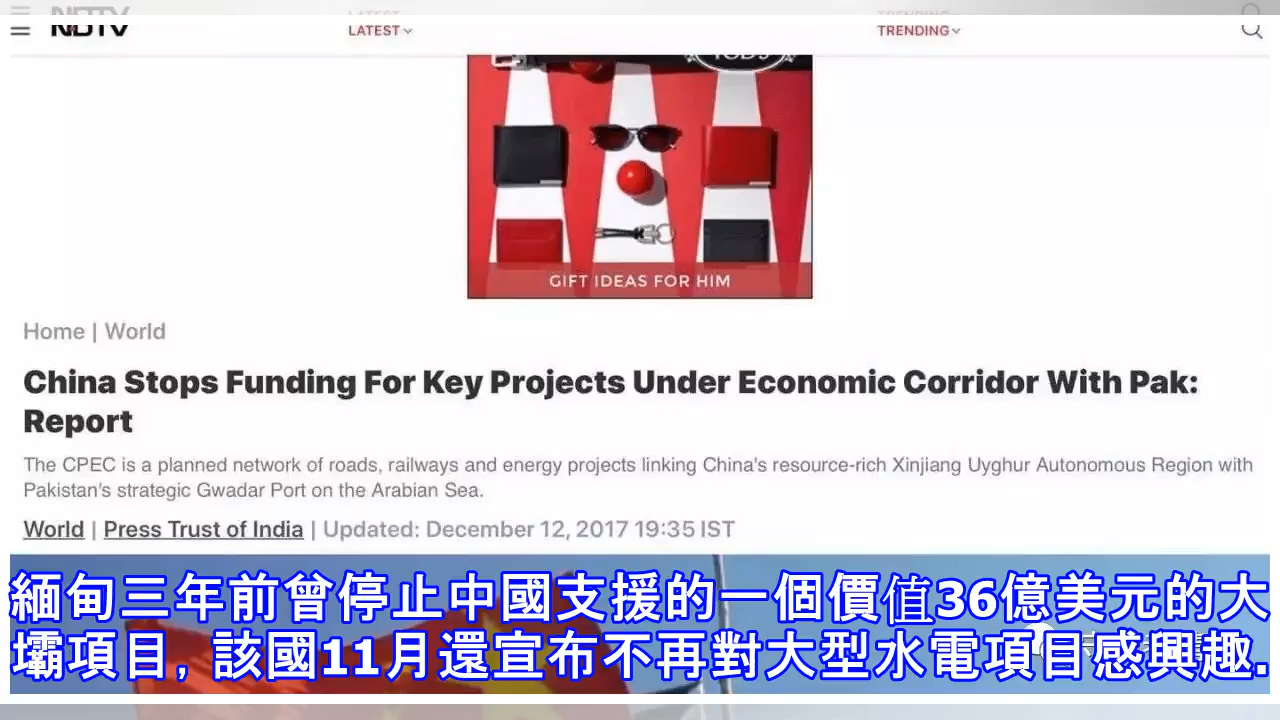 NDTV
LATEST
TRENDING
TOD'S
GIFT IDEAS FOR HIM
Home | World
China Stops Funding For Key Projects Under Economic Corridor With Pak:
Report
The CPEC is a planned network of roads, railways and energy projects linking China's resource-rich Xinjiang Uyghur Autonomous Region with
Pakistan's strategic Gwadar Port on the Arabian Sea.
World | Press Trust of India | Updated: December 12, 2017 19:35 IST
緬甸三年前曾停止中國支援的一個價值36億美元的大
壩項目, 該國11月還宣布不再對大型水電項目感興趣.